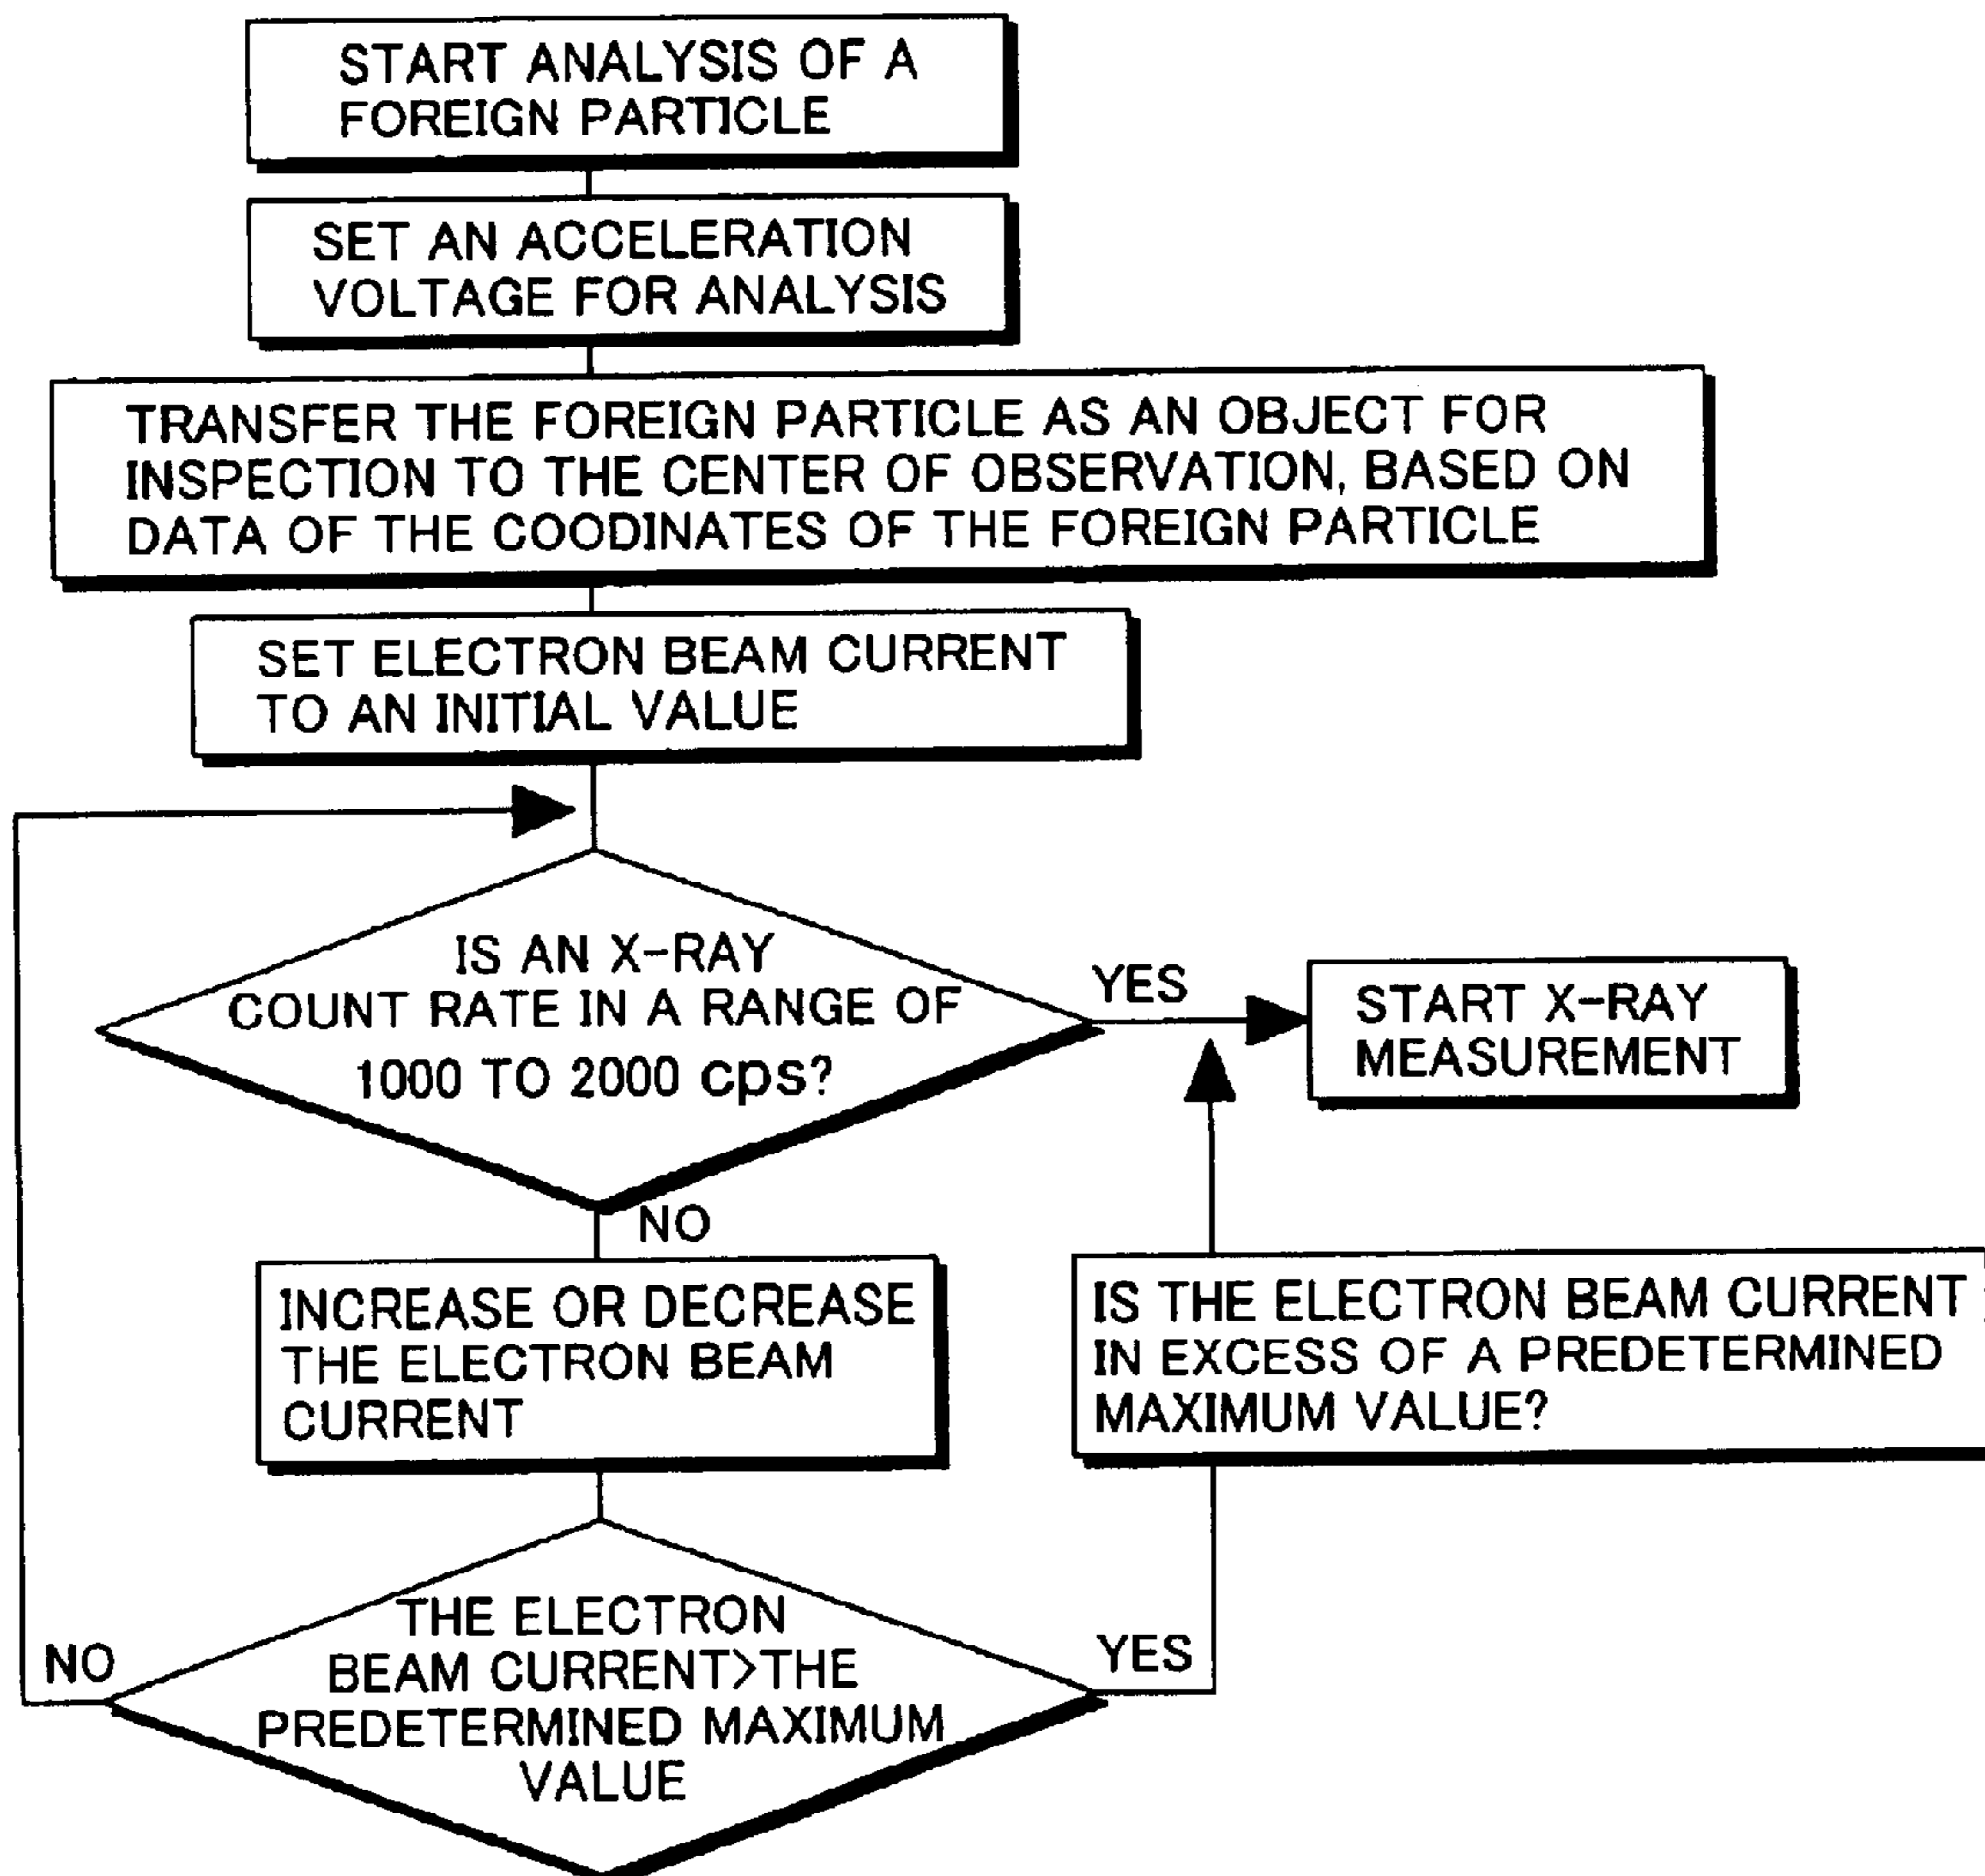 START ANALYSIS OF A
FOREIGN PARTICLE
SET AN ACCELERATION
VOLTAGE FOR ANALYSIS
TRANSFER THE FOREIGN PARTICLE AS AN OBJECT FOR
INSPECTION TO THE CENTER OF OBSERVATION, BASED ON
DATA OF THE COODINATES OF THE FOREIGN PARTICLE
SET ELECTRON BEAM CURRENT
TO AN INITIAL VALUE
IS AN X-RAY
COUNT RATE IN A RANGE OF
1000 TO 2000 cps?
YES
START X-RAY
MEASUREMENT
NO
INCREASE OR DECREASE
THE ELECTRON BEAM
CURRENT
IS THE ELECTRON BEAM CURRENT
IN EXCESS OF A PREDETERMINED
MAXIMUM VALUE?
THE ELECTRON
BEAM CURRENT>THE
PREDETERMINED MAXIMUM
VALUE
NO
YES